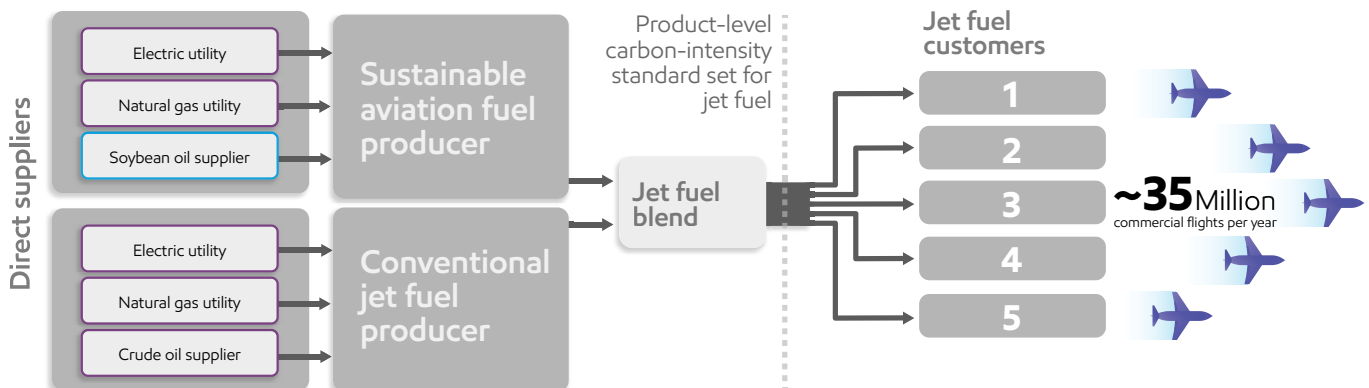 Direct suppliers
Electric utility
Natural gas utility
Soybean oil supplier
Sustainable
aviation fuel
producer
Electric utility
Natural gas utility
Crude oil supplier
Conventional
jet fuel
producer
Jet fuel
blend
Product-level
carbon-intensity
standard set for
jet fuel
Jet fuel
customers
1
2
3
4
5
~35 Million
commercial flights per year